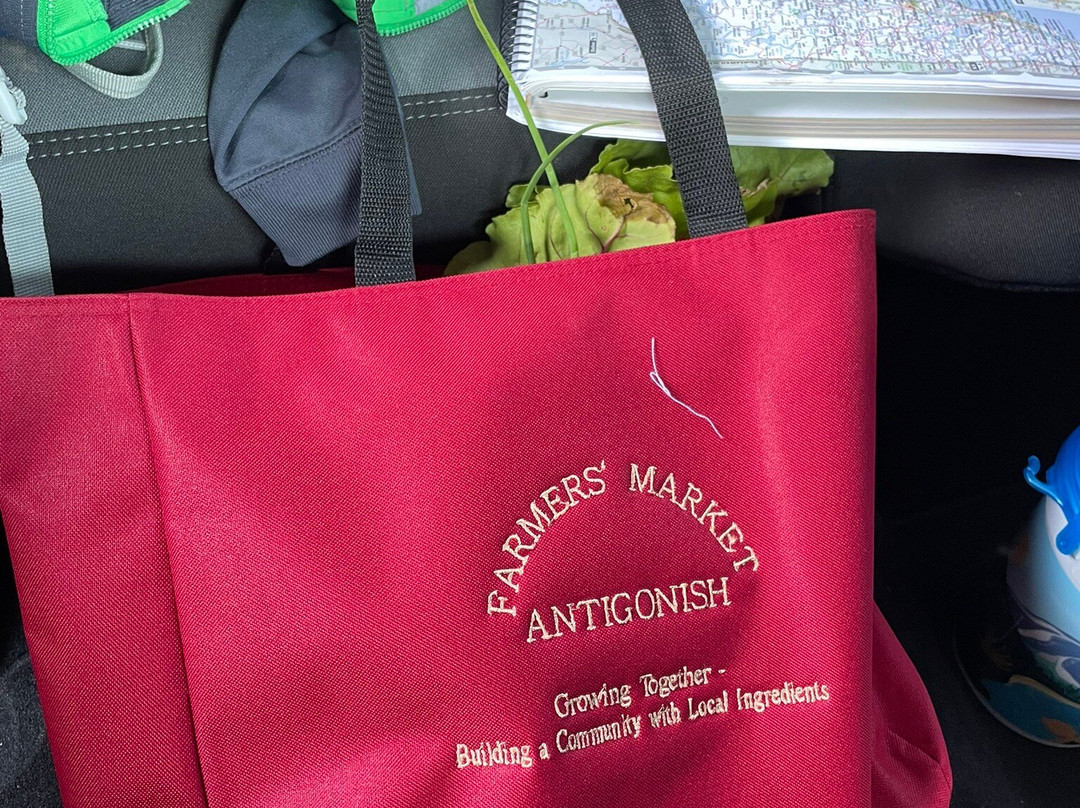 FARMERS' MARKET
ANTIGONISH
Growing Together -
Building a Community with Local Ingredients